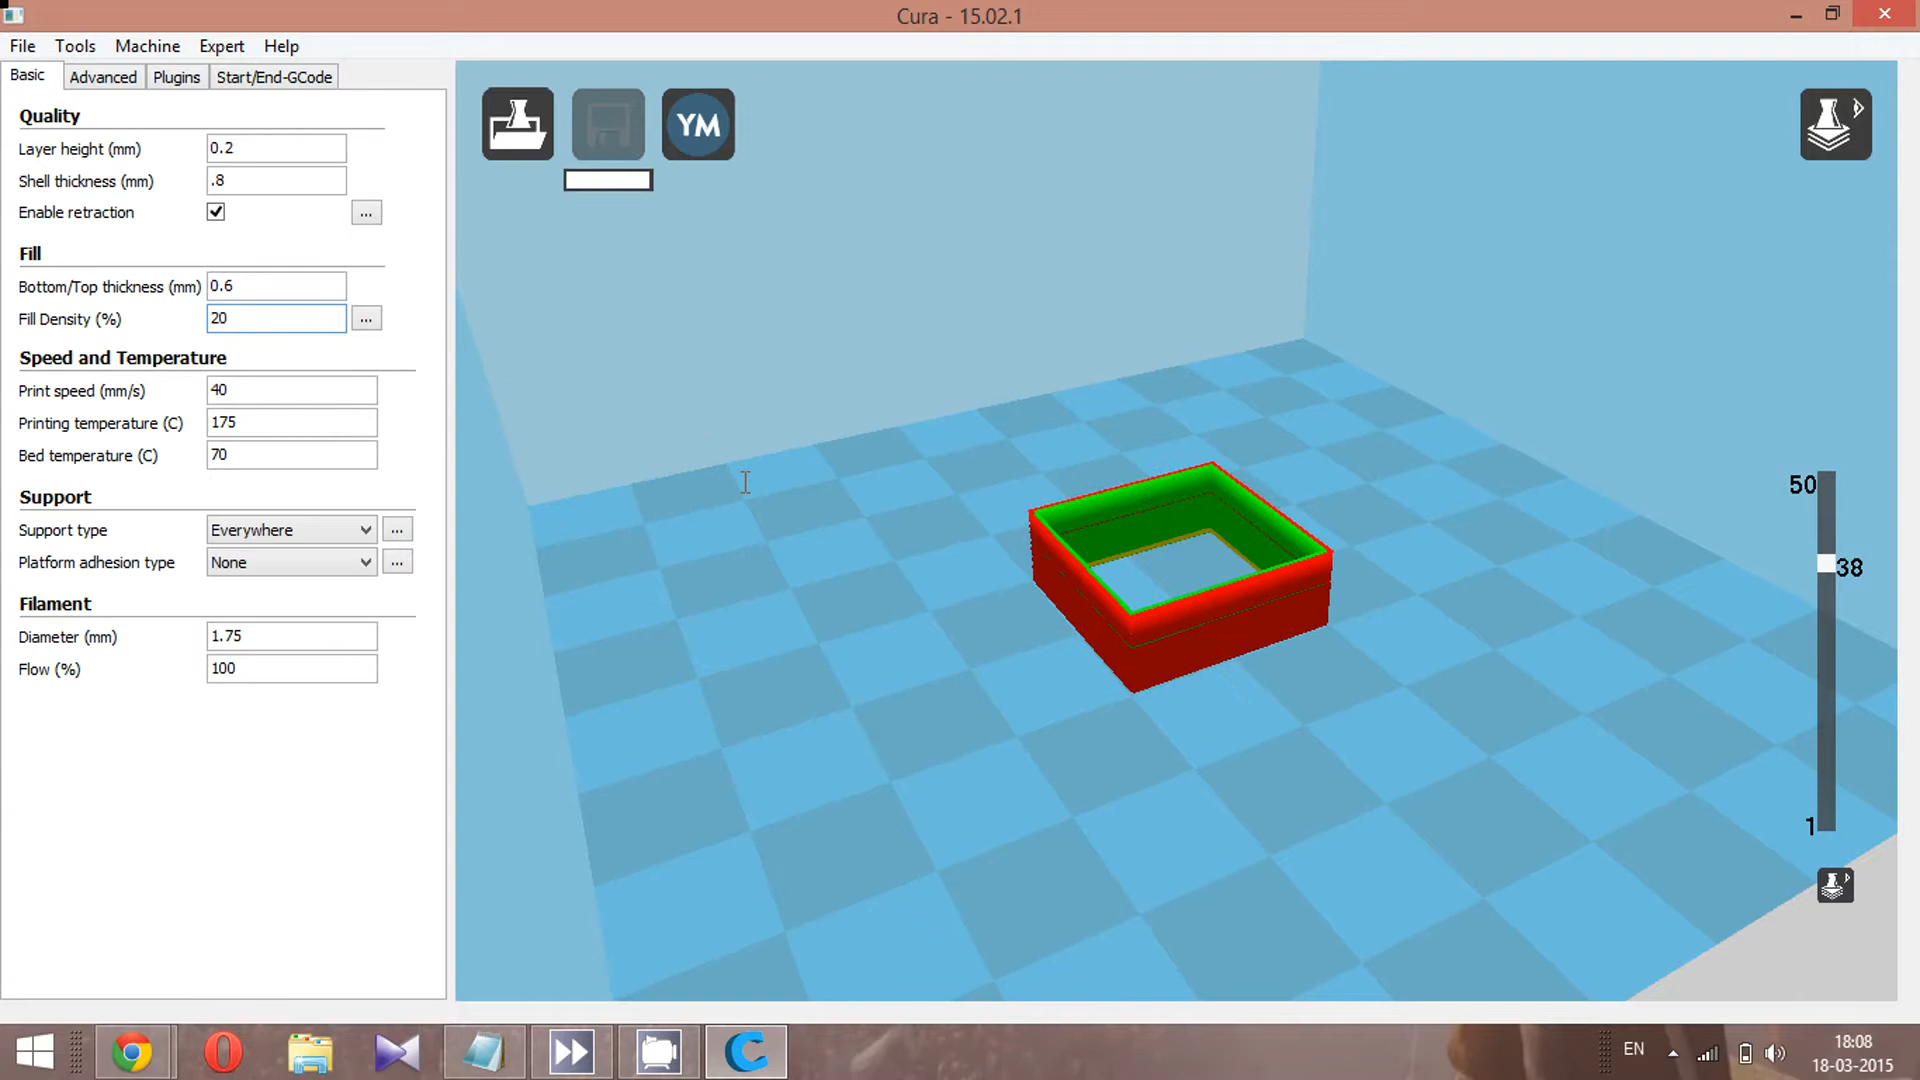 Cura - 15.02.1
File Tools Machine Expert Help
Basic Advanced Plugins Start/End-GCode
Quality
Layer height (mm) 0.2
Shell thickness (mm) .8
Enable retraction ...
Fill
Bottom/Top thickness (mm) 0.6
Fill Density (%) 20 ...
Speed and Temperature
Print speed (mm/s) 40
Printing temperature (C) 175
Bed temperature (C) 70
Support
Support type Everywhere ...
Platform adhesion type None ...
Filament
Diameter (mm) 1.75
Flow (%) 100
YM
50
38
1
EN
18:08
18-03-2015